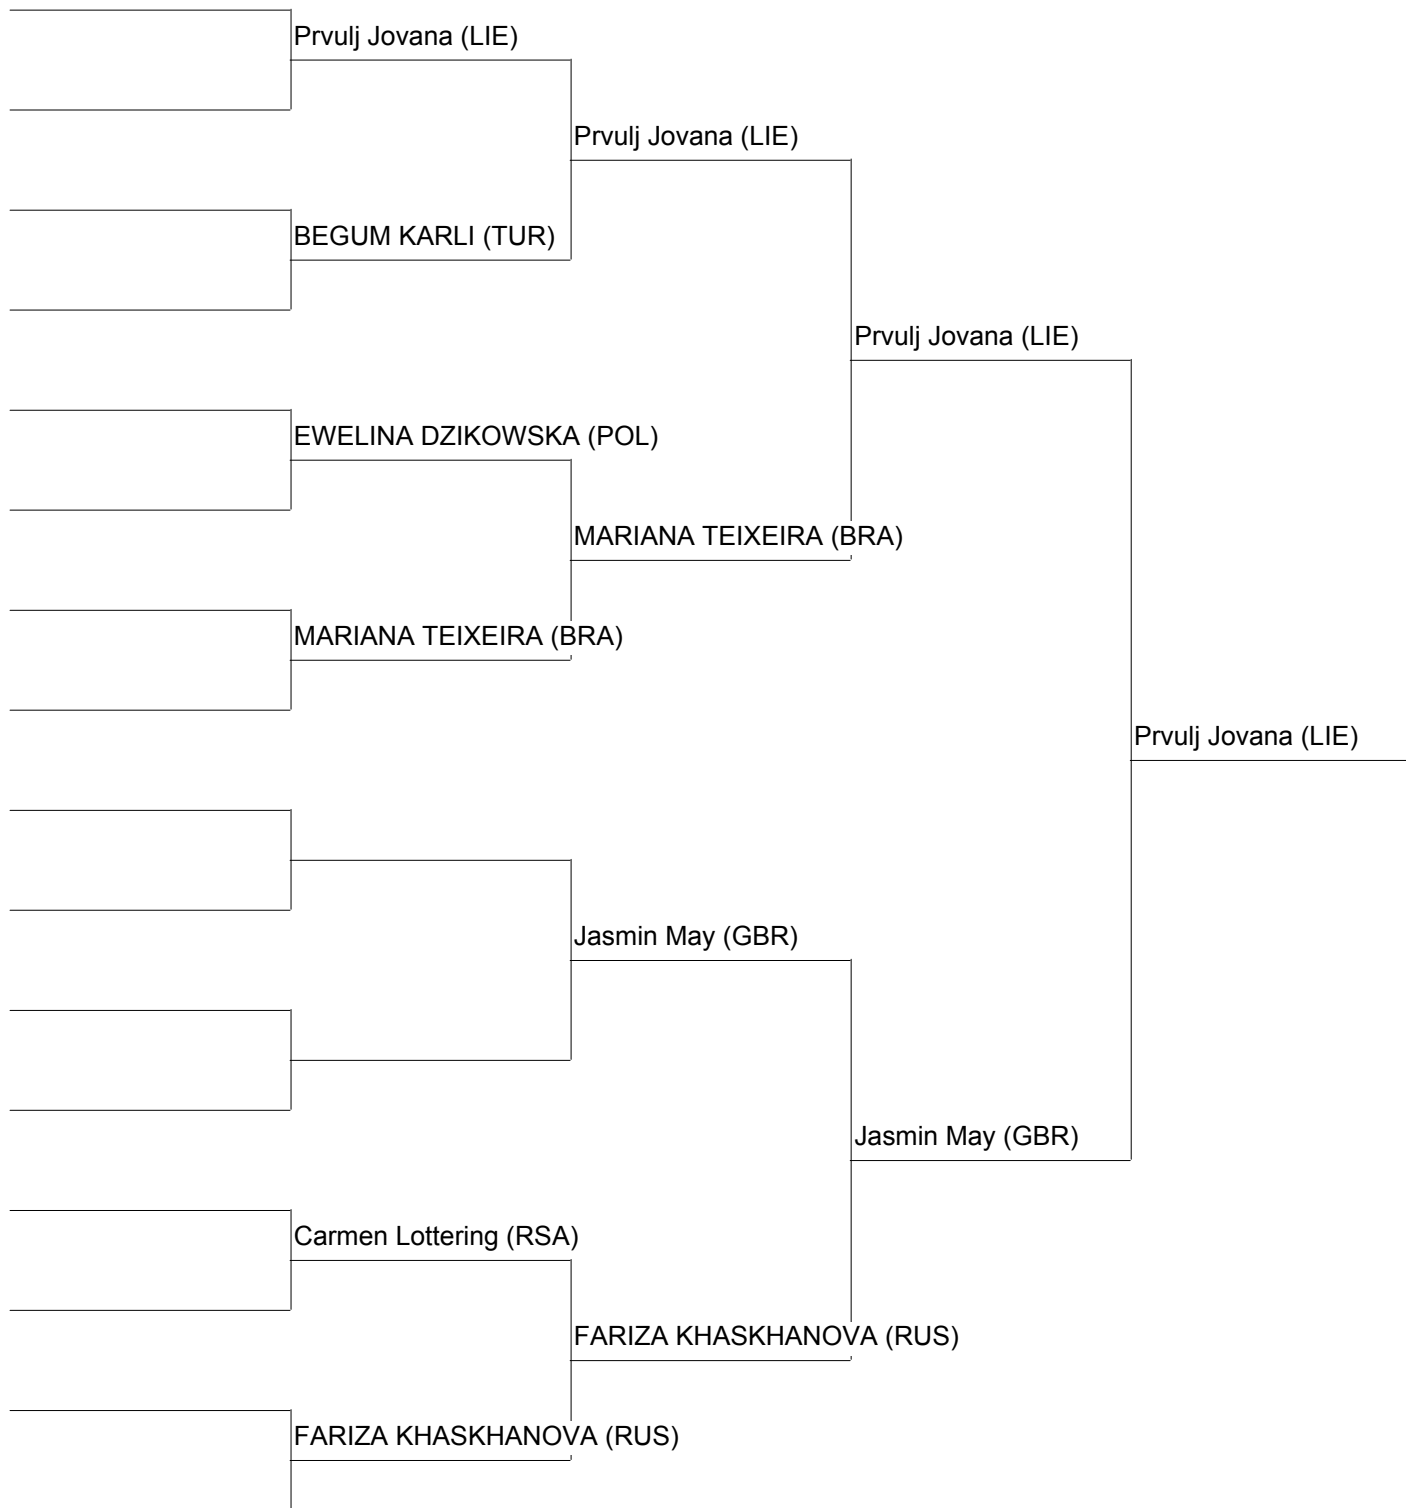 Prvulj Jovana (LIE)
Prvulj Jovana (LIE)
BEGUM KARLI (TUR)
Prvulj Jovana (LIE)
EWELINA DZIKOWSKA (POL)
MARIANA TEIXEIRA (BRA)
MARIANA TEIXEIRA (BRA)
Prvulj Jovana (LIE)
Jasmin May (GBR)
Jasmin May (GBR)
Carmen Lottering (RSA)
FARIZA KHASKHANOVA (RUS)
FARIZA KHASKHANOVA (RUS)